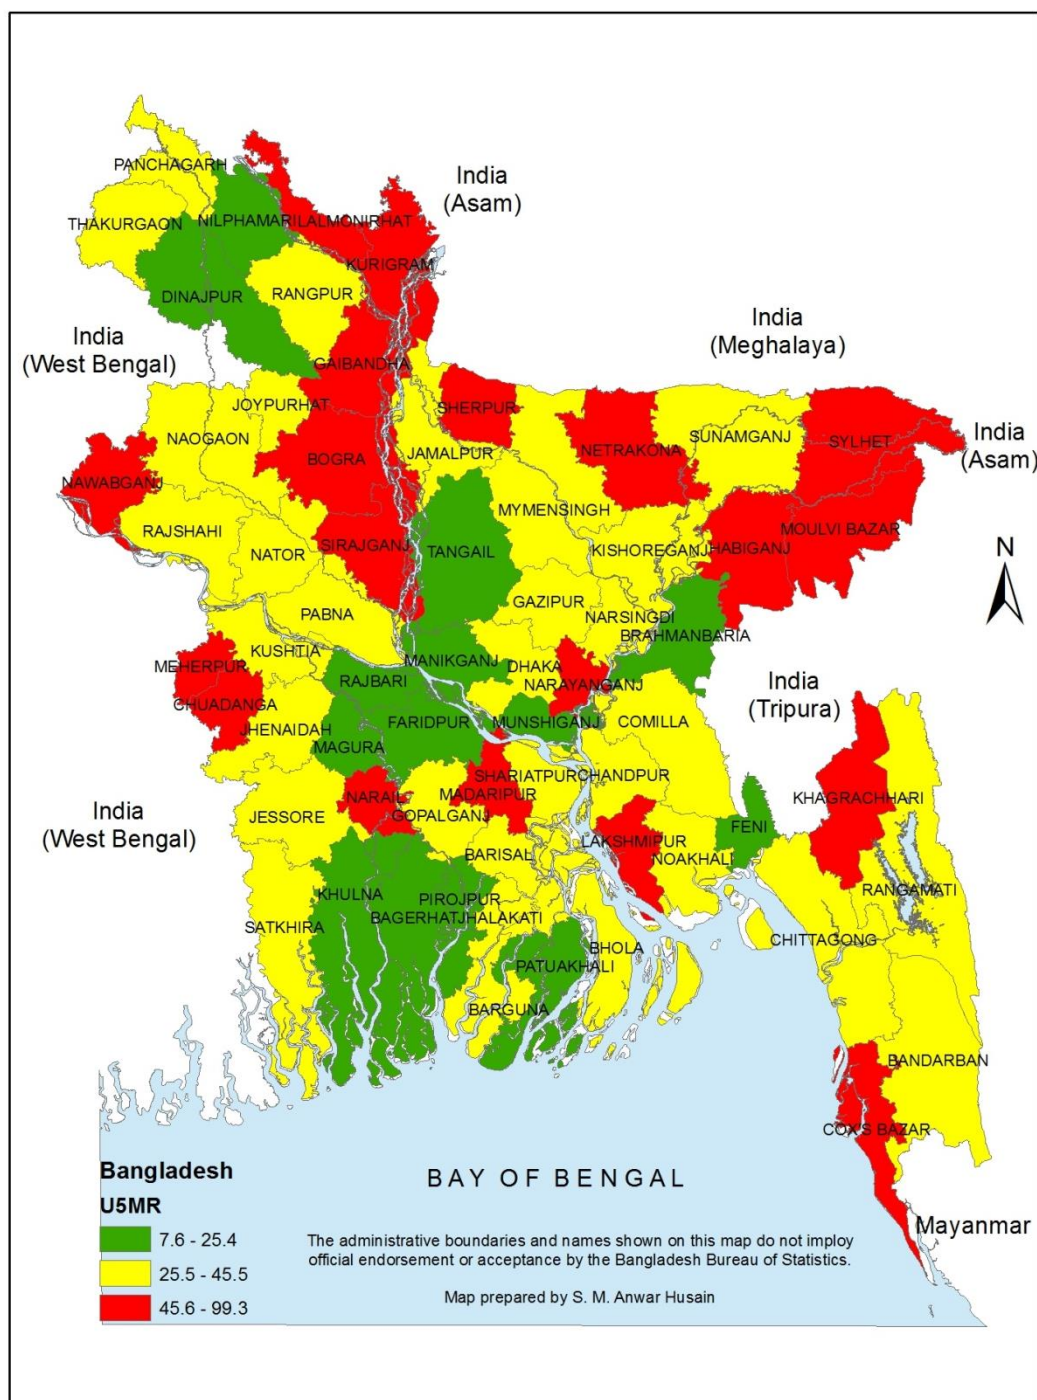 PANCHAGARH
India
(Asam)
THAKURGAON
NILPHAMARI
LALMONIRHAT
KURIGRAM
DINAJPUR
RANGPUR
India
(West Bengal)
India
(Meghalaya)
GAIBANDHA
JOYPURHAT
SHERPUR
NAOGAON
SUNAMGANJ
SYLHET
India
(Asam)
NETRAKONA
BOGRA
JAMALPUR
NAWABGANJ
MYMENSINGH
RAJSHAHI
MOULVI BAZAR
SIRAJGANJ
TANGAIL
KISHOREGANJ
HABIGANJ
NATOR
N
GAZIPUR
PABNA
NARSINGDI
BRAHMANBARIA
KUSHTIA
MEHERPUR
MANIKGANJ
DHAKA
RAJBARI
NARAYANGANJ
India
(Tripura)
CHUADANGA
JHENAIDAH
FARIDPUR
MUNSHIGANJ
COMILLA
MAGURA
SHARIATPUR
CHANDPUR
NARAIL
MADARIPUR
KHAGRACHHARI
India
(West Bengal)
JESSORE
GOPALGANJ
FENI
LAKSHMIPUR
BARISAL
NOAKHALI
KHULNA
PIROJPUR
RANGAMATI
BAGERHAT
JHALAKATI
SATKHIRA
CHITTAGONG
BHOLA
PATUAKHALI
BARGUNA
BANDARBAN
COX'S BAZAR
BAY OF BENGAL
Mayanmar
Bangladesh
U5MR
7.6 - 25.4
25.5 - 45.5
45.6 - 99.3
The administrative boundaries and names shown on this map do not imploy
official endorsement or acceptance by the Bangladesh Bureau of Statistics.
Map prepared by S. M. Anwar Husain